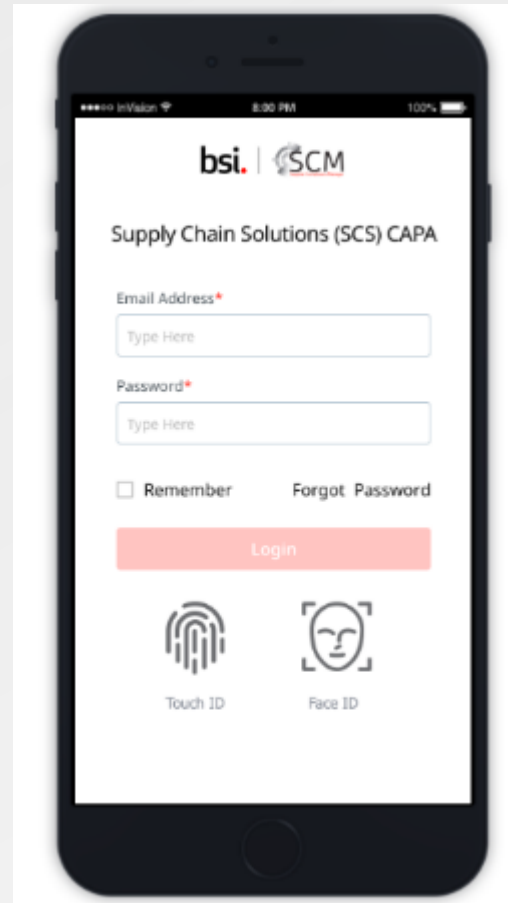 ●●●●○ InVision 8:00 PM 100%
bsi. | SCM
Supply Chain Solutions (SCS) CAPA
Email Address*
Type Here
Password*
Type Here
Remember Forgot Password
Login
Touch ID Face ID